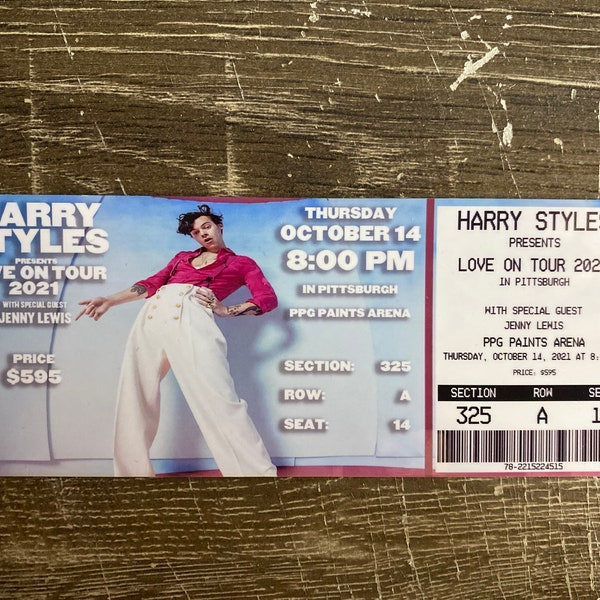 ARRY
TYLES
PRESENTS
VE ON TOUR
2021
WITH SPECIAL GUEST
JENNY LEWIS
PRICE
$595
THURSDAY
OCTOBER 14
8:00 PM
IN PITTSBURGH
PPG PAINTS ARENA
SECTION: 325
ROW: A
SEAT: 14
HARRY STYLES
PRESENTS
LOVE ON TOUR 202
IN PITTSBURGH
WITH SPECIAL GUEST
JENNY LEWIS
PPG PAINTS ARENA
THURSDAY, OCTOBER 14, 2021 AT 8:
PRICE: $595
SECTION ROW SE
325 A 1
78-2215224515